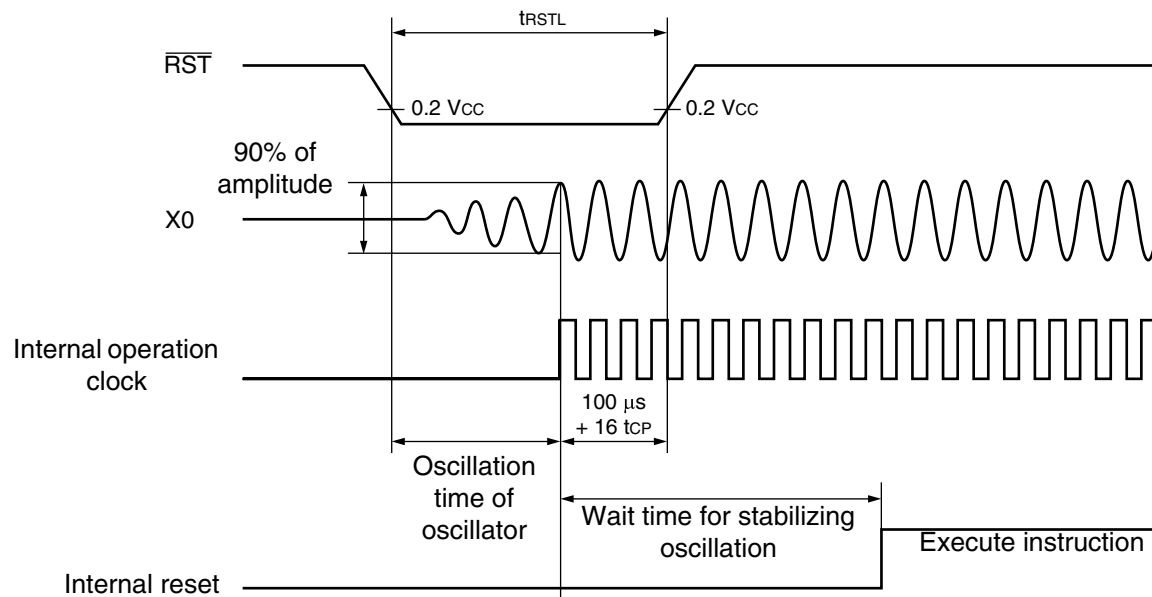 tRSTL
RST
0.2 VCC
0.2 VCC
90% of
amplitude
X0
Internal operation
clock
100 μs
+ 16 tCP
Oscillation
time of
oscillator
Wait time for stabilizing
oscillation
Execute instruction
Internal reset